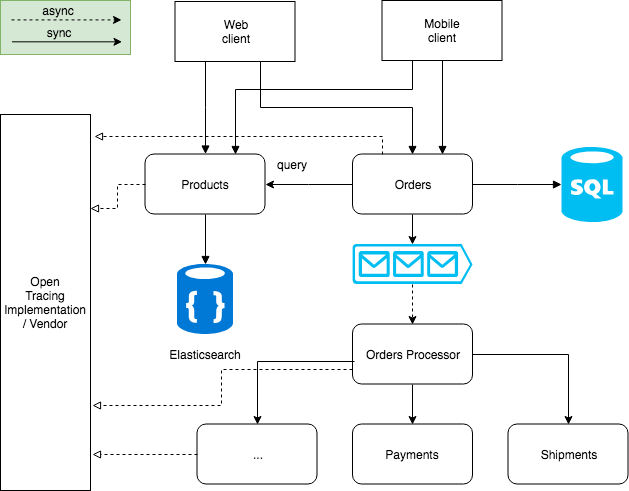 async
sync
Web
client
Mobile
client
query
Products
Orders
SQL
{ }
Open
Tracing
Implementation
/ Vendor
Elasticsearch
Orders Processor
...
Payments
Shipments